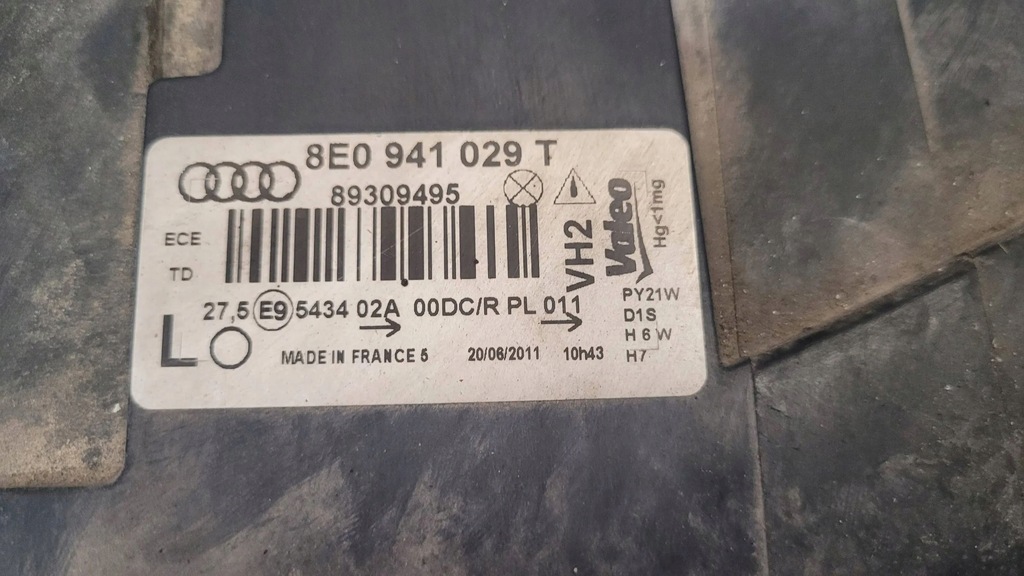 8E0 941 029 T
89309495
ECE
TD
VH2
Valeo
Hg<1mg
27,5 E9 5434 02A 00DC/R PL 011
PY21W
D1S
H 6 W
H7
L
MADE IN FRANCE 5 20/06/2011 10h43